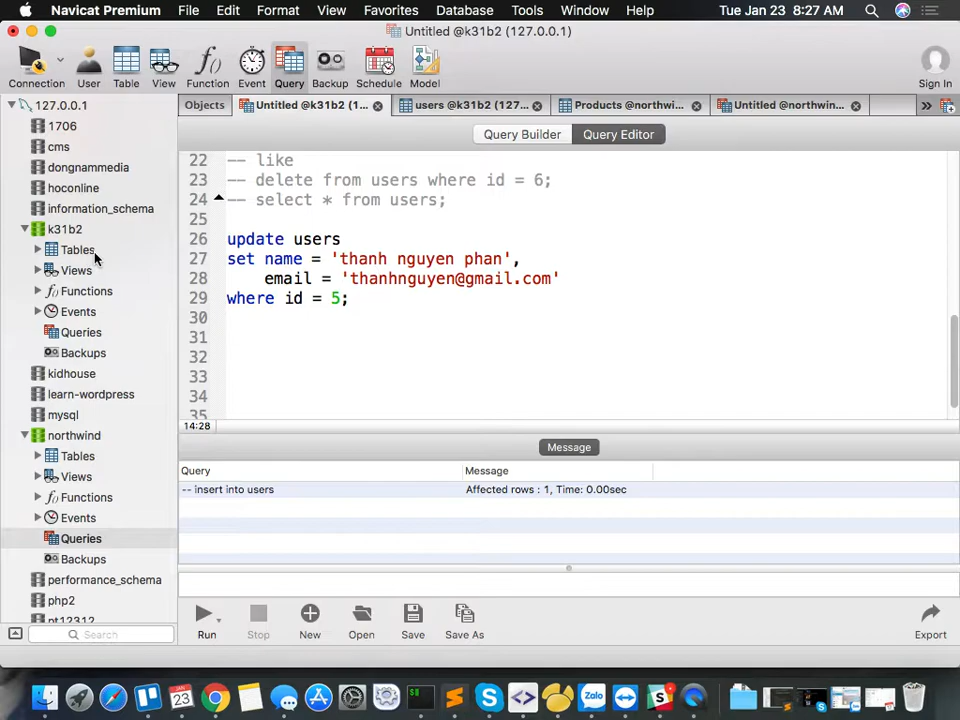 Navicat Premium File Edit Format View Favorites Database Tools Window Help Tue Jan 23 8:27 AM
Untitled @k31b2 (127.0.0.1)
Connection User Table View Function Event Query Backup Schedule Model Sign In
127.0.0.1
1706
cms
dongnammedia
hoconline
information_schema
k31b2
Tables
Views
Functions
Events
Queries
Backups
kidhouse
learn-wordpress
mysql
northwind
Tables
Views
Functions
Events
Queries
Backups
performance_schema
php2
pt12312
Search
Objects Untitled @k31b2 (1... users @k31b2 (127... Products @northwi... Untitled @northwin...
Query Builder Query Editor
22 -- like
23 -- delete from users where id = 6;
24 -- select * from users;
25
26 update users
27 set name = 'thanh nguyen phan',
28 email = 'thanhnguyen@gmail.com'
29 where id = 5;
30
31
32
33
34
35
14:28
Message
Query Message
-- insert into users Affected rows : 1, Time: 0.00sec
Run Stop New Open Save Save As Export
23 Zalo